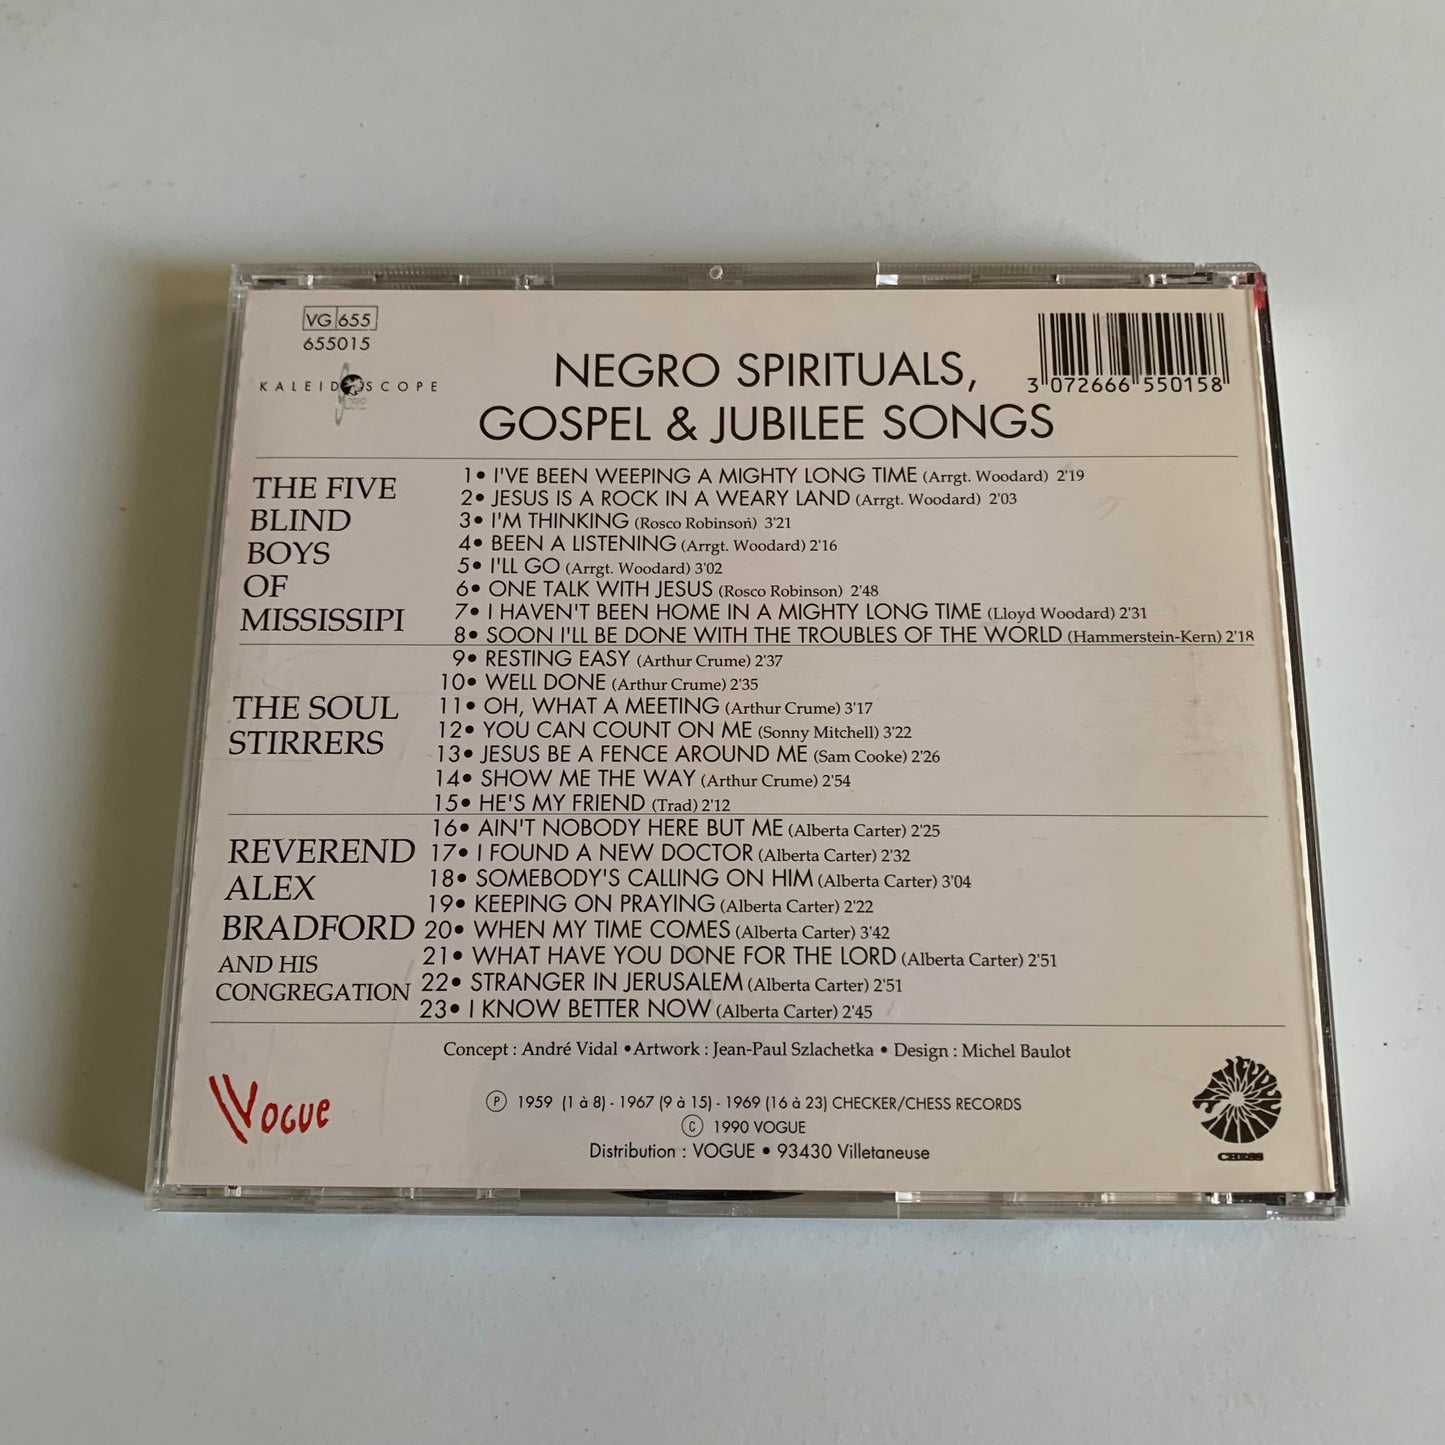 VG 655
655015
KALEIDOSCOPE
NEGRO SPIRITUALS,
GOSPEL & JUBILEE SONGS
3 072666 550158
THE FIVE
BLIND
BOYS
OF
MISSISSIPI
1• I'VE BEEN WEEPING A MIGHTY LONG TIME (Arrgt. Woodard) 2'19
2• JESUS IS A ROCK IN A WEARY LAND (Arrgt. Woodard) 2'03
3• I'M THINKING (Rosco Robinson) 3'21
4• BEEN A LISTENING (Arrgt. Woodard) 2'16
5• I'LL GO (Arrgt. Woodard) 3'02
6• ONE TALK WITH JESUS (Rosco Robinson) 2'48
7• I HAVEN'T BEEN HOME IN A MIGHTY LONG TIME (Lloyd Woodard) 2'31
8• SOON I'LL BE DONE WITH THE TROUBLES OF THE WORLD (Hammerstein-Kern) 2'18
THE SOUL
STIRRERS
9• RESTING EASY (Arthur Crume) 2'37
10• WELL DONE (Arthur Crume) 2'35
11• OH, WHAT A MEETING (Arthur Crume) 3'17
12• YOU CAN COUNT ON ME (Sonny Mitchell) 3'22
13• JESUS BE A FENCE AROUND ME (Sam Cooke) 2'26
14• SHOW ME THE WAY (Arthur Crume) 2'54
15• HE'S MY FRIEND (Trad) 2'12
REVEREND
ALEX
BRADFORD
AND HIS
CONGREGATION
16• AIN'T NOBODY HERE BUT ME (Alberta Carter) 2'25
17• I FOUND A NEW DOCTOR (Alberta Carter) 2'32
18• SOMEBODY'S CALLING ON HIM (Alberta Carter) 3'04
19• KEEPING ON PRAYING (Alberta Carter) 2'22
20• WHEN MY TIME COMES (Alberta Carter) 3'42
21• WHAT HAVE YOU DONE FOR THE LORD (Alberta Carter) 2'51
22• STRANGER IN JERUSALEM (Alberta Carter) 2'51
23• I KNOW BETTER NOW (Alberta Carter) 2'45
Concept : André Vidal • Artwork : Jean-Paul Szlachetka • Design : Michel Baulot
VOGUE
Ⓟ 1959 (1 à 8) - 1967 (9 à 15) - 1969 (16 à 23) CHECKER/CHESS RECORDS
Ⓒ 1990 VOGUE
Distribution : VOGUE • 93430 Villetaneuse
CHESS